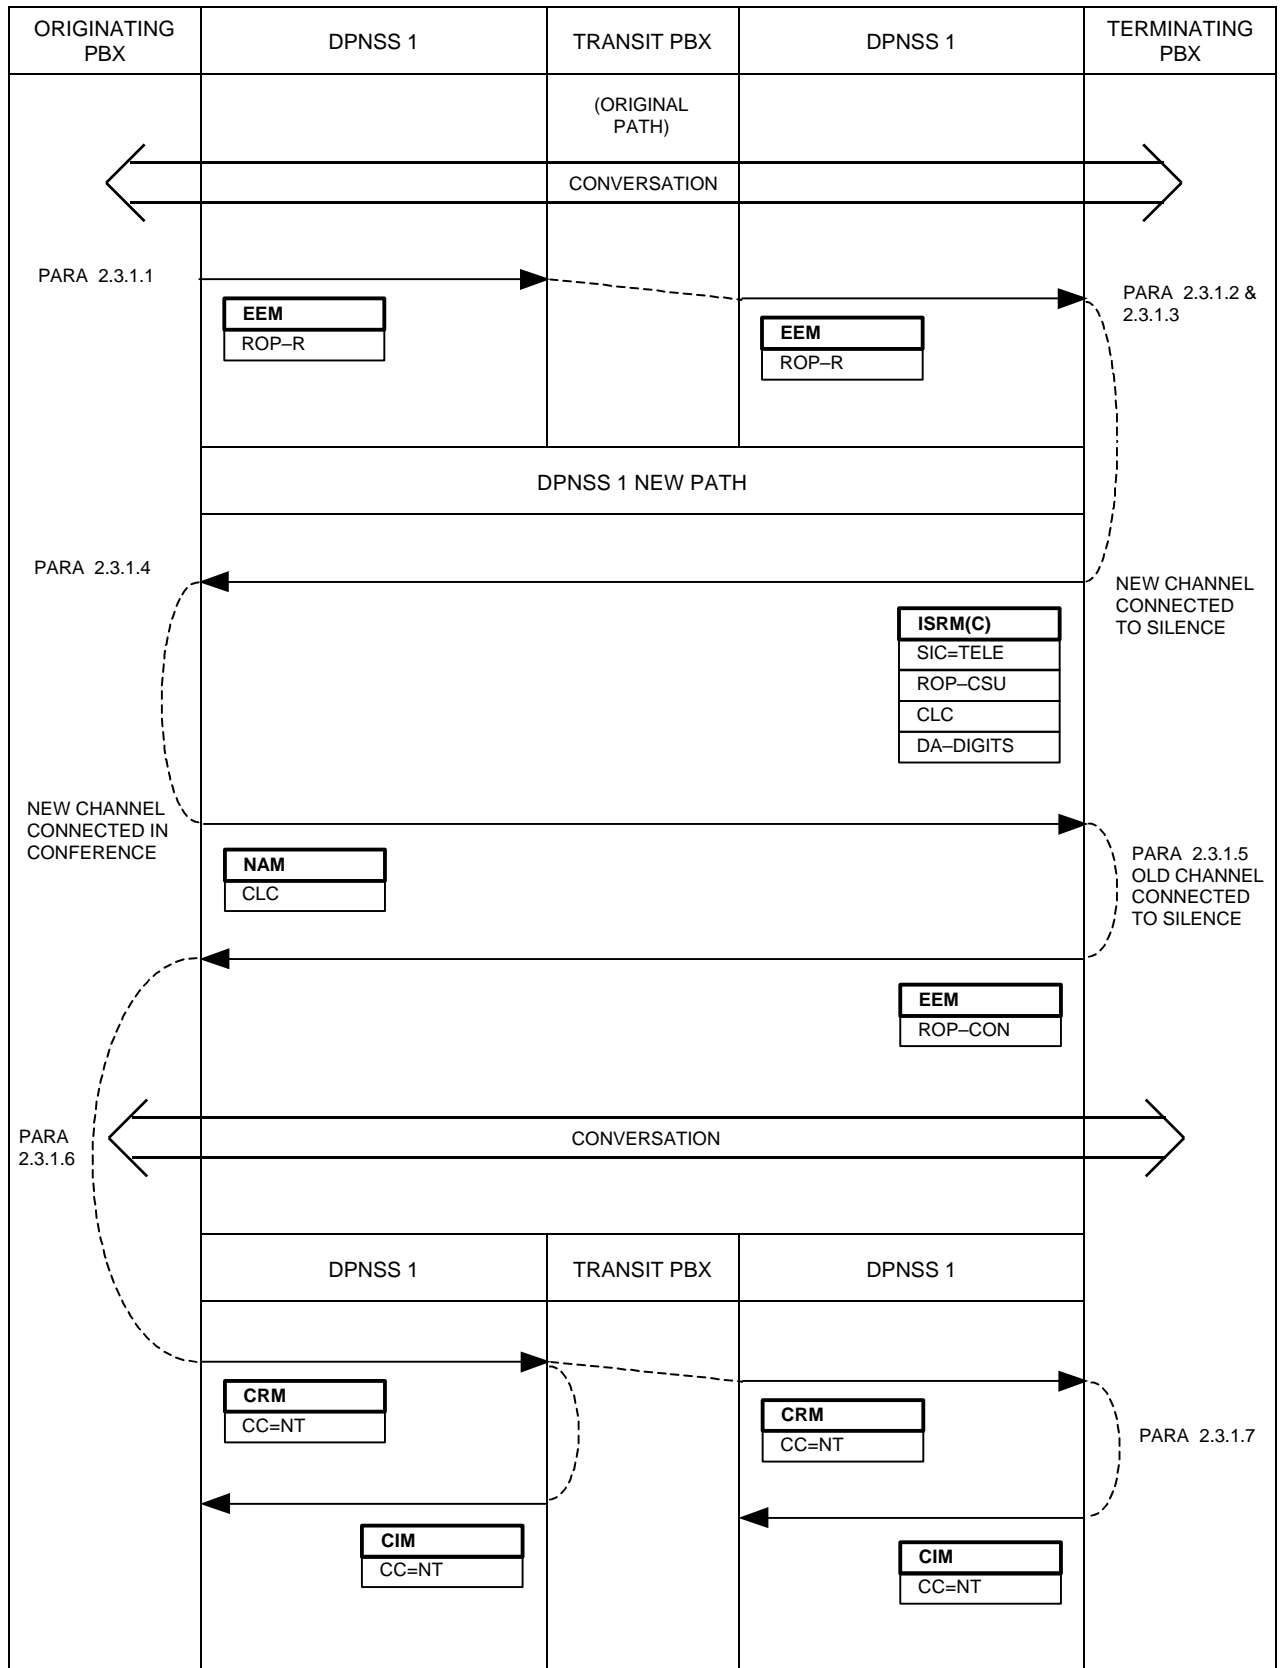 ORIGINATING
PBX
DPNSS 1
TRANSIT PBX
DPNSS 1
TERMINATING
PBX
(ORIGINAL
PATH)
CONVERSATION
PARA 2.3.1.1
EEM
ROP–R
EEM
ROP–R
PARA 2.3.1.2 &
2.3.1.3
DPNSS 1 NEW PATH
PARA 2.3.1.4
NEW CHANNEL
CONNECTED
TO SILENCE
ISRM(C)
SIC=TELE
ROP–CSU
CLC
DA–DIGITS
NEW CHANNEL
CONNECTED IN
CONFERENCE
NAM
CLC
PARA 2.3.1.5
OLD CHANNEL
CONNECTED
TO SILENCE
EEM
ROP–CON
PARA
2.3.1.6
CONVERSATION
DPNSS 1
TRANSIT PBX
DPNSS 1
CRM
CC=NT
CRM
CC=NT
PARA 2.3.1.7
CIM
CC=NT
CIM
CC=NT